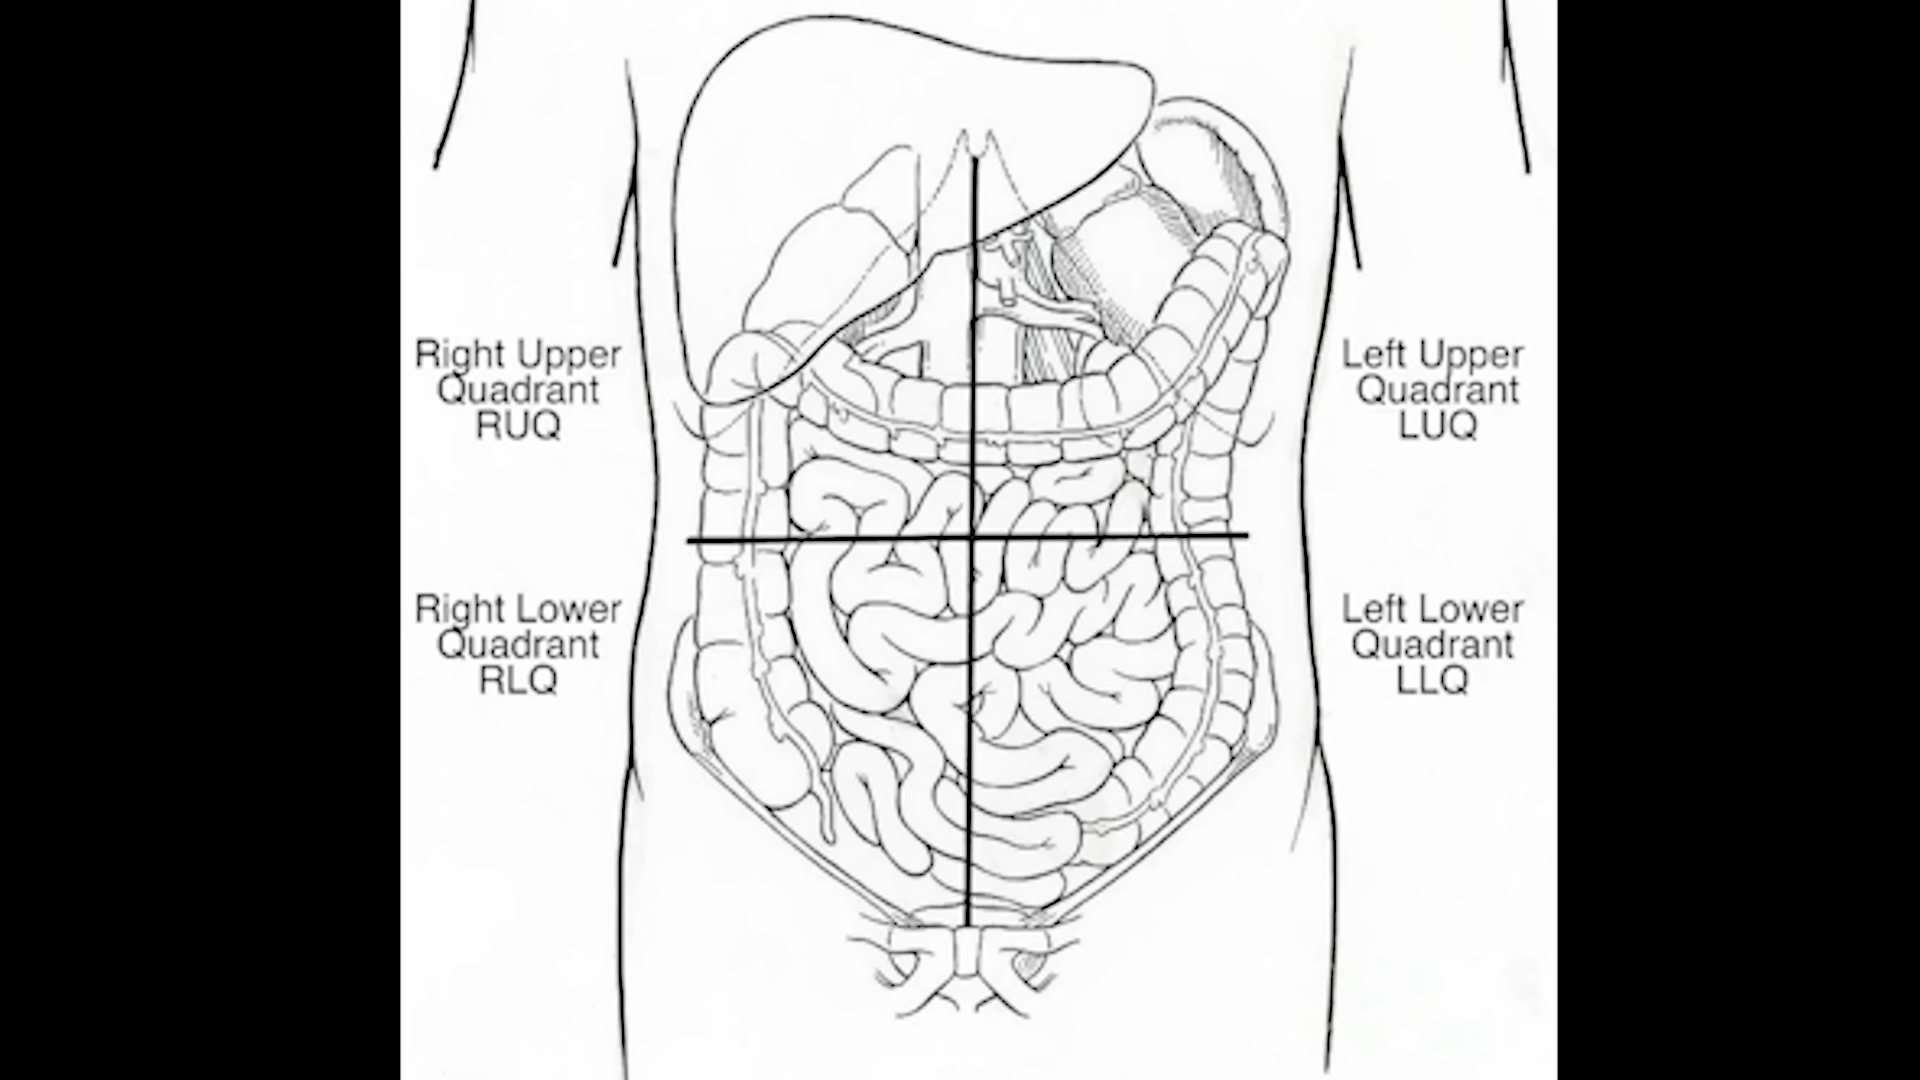 Right Upper
Quadrant
RUQ
Left Upper
Quadrant
LUQ
Right Lower
Quadrant
RLQ
Left Lower
Quadrant
LLQ